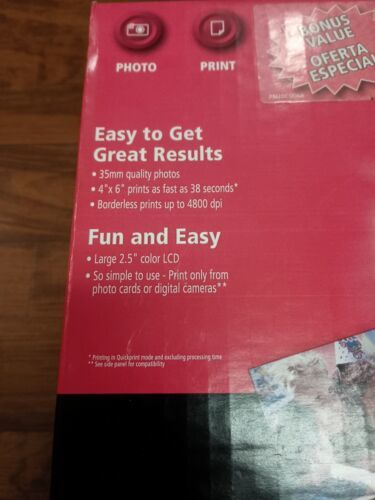 PHOTO
PRINT
BONUS
VALUE
OFERTA
ESPECIAL
Easy to Get
Great Results
• 35mm quality photos
• 4"x 6" prints as fast as 38 seconds*
• Borderless prints up to 4800 dpi
Fun and Easy
• Large 2.5" color LCD
• So simple to use - Print only from
photo cards or digital cameras**
* Printing in Quickprint mode and excluding processing time
** See side panel for compatibility